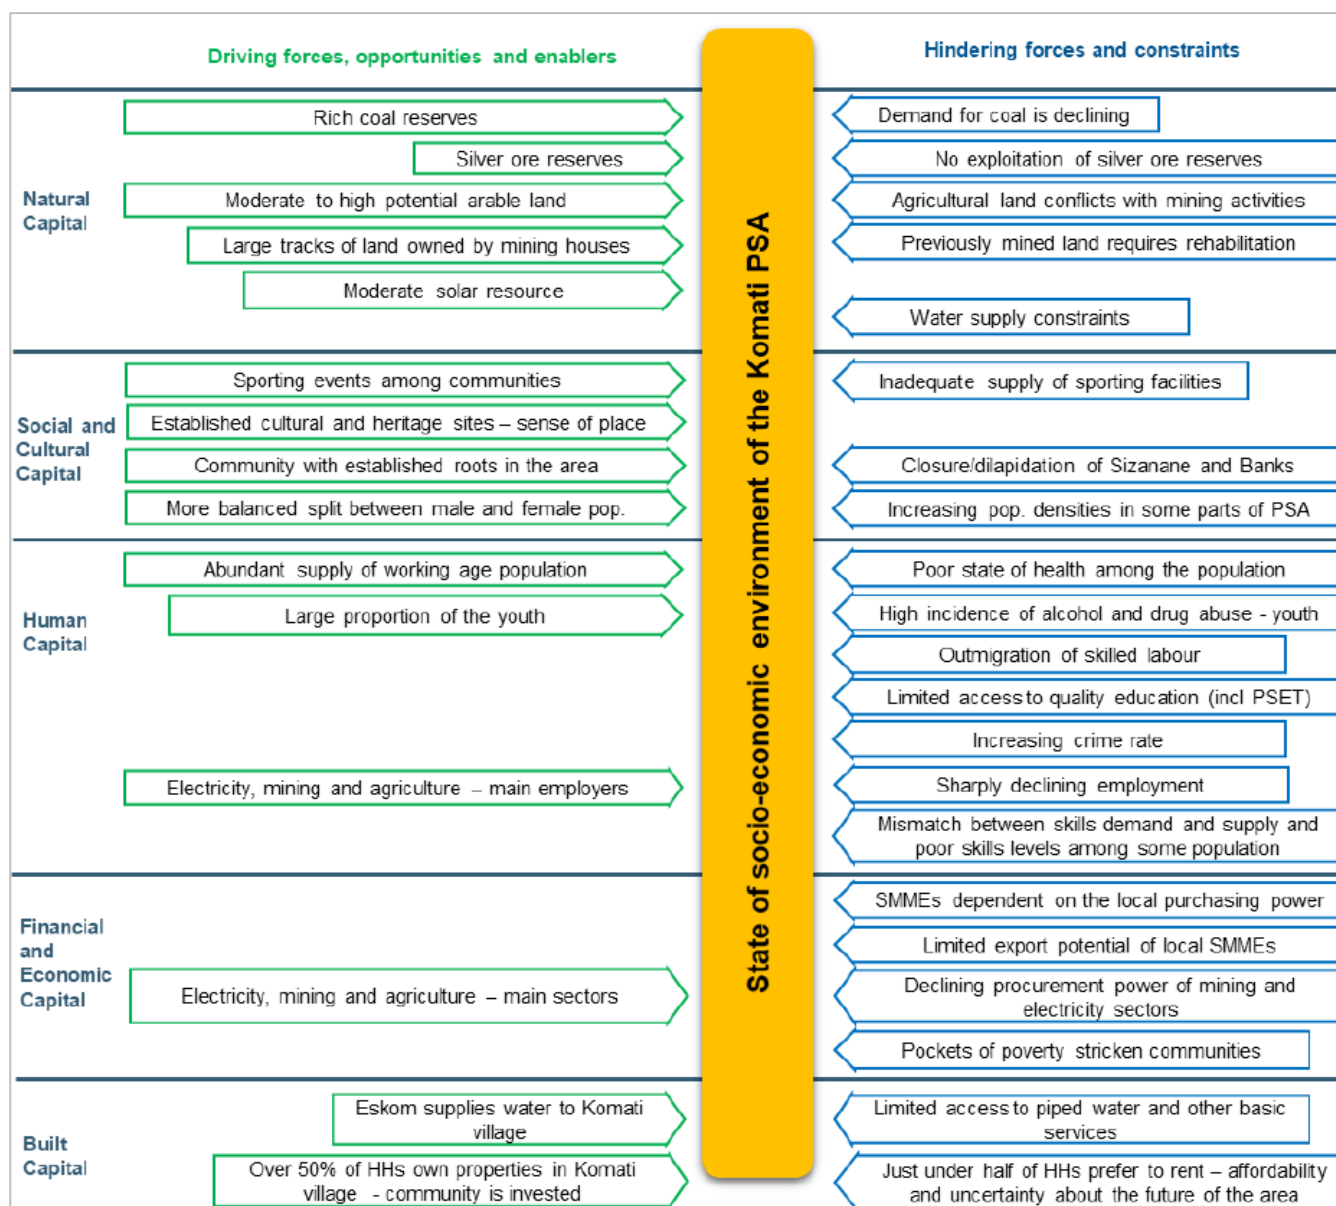 Driving forces, opportunities and enablers
Hindering forces and constraints
State of socio-economic environment of the Komati PSA
Natural
Capital
Rich coal reserves
Demand for coal is declining
Silver ore reserves
No exploitation of silver ore reserves
Moderate to high potential arable land
Agricultural land conflicts with mining activities
Large tracks of land owned by mining houses
Previously mined land requires rehabilitation
Moderate solar resource
Water supply constraints
Social and
Cultural
Capital
Sporting events among communities
Inadequate supply of sporting facilities
Established cultural and heritage sites – sense of place
Community with established roots in the area
Closure/dilapidation of Sizanane and Banks
More balanced split between male and female pop.
Increasing pop. densities in some parts of PSA
Human
Capital
Abundant supply of working age population
Poor state of health among the population
Large proportion of the youth
High incidence of alcohol and drug abuse - youth
Outmigration of skilled labour
Limited access to quality education (incl PSET)
Increasing crime rate
Electricity, mining and agriculture – main employers
Sharply declining employment
Mismatch between skills demand and supply and
poor skills levels among some population
Financial
and
Economic
Capital
SMMEs dependent on the local purchasing power
Limited export potential of local SMMEs
Electricity, mining and agriculture – main sectors
Declining procurement power of mining and
electricity sectors
Pockets of poverty stricken communities
Built
Capital
Eskom supplies water to Komati
village
Limited access to piped water and other basic
services
Over 50% of HHs own properties in Komati
village - community is invested
Just under half of HHs prefer to rent – affordability
and uncertainty about the future of the area